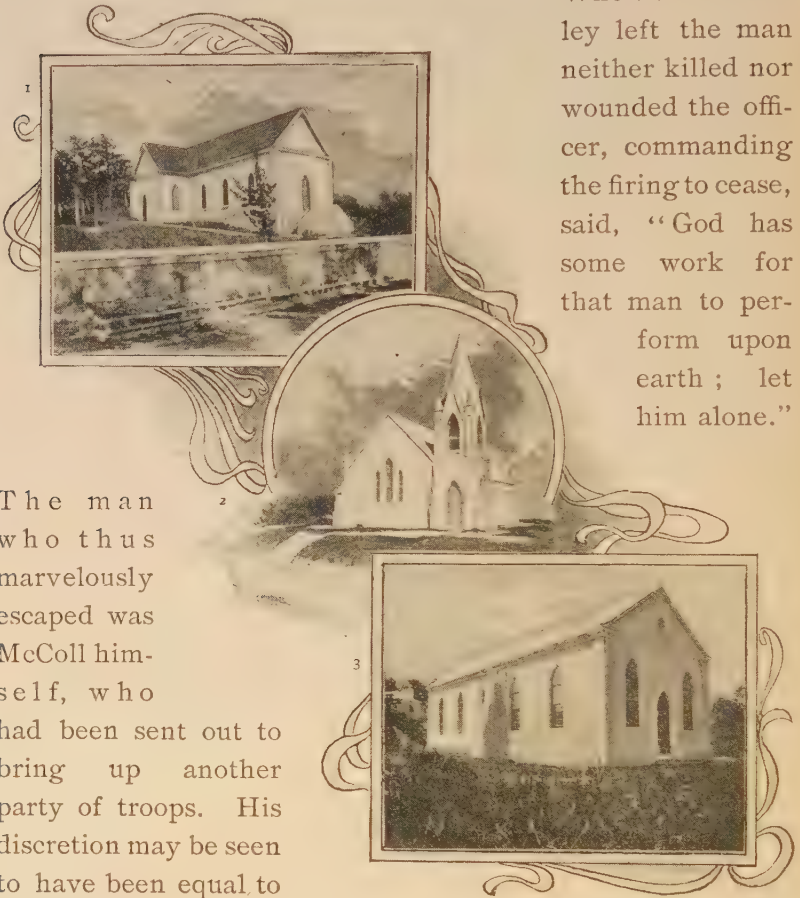 ley left the man
neither killed nor
wounded the offi-
cer, commanding
the firing to cease,
said, “God has
some work for
that man to per-
form upon
earth ; let
him alone.”
The man
who thus
marvelously
escaped was
McColl him-
self, who
had been sent out to
bring up another
party of troops. His
discretion may be seen
to have been equal to
1
2
3